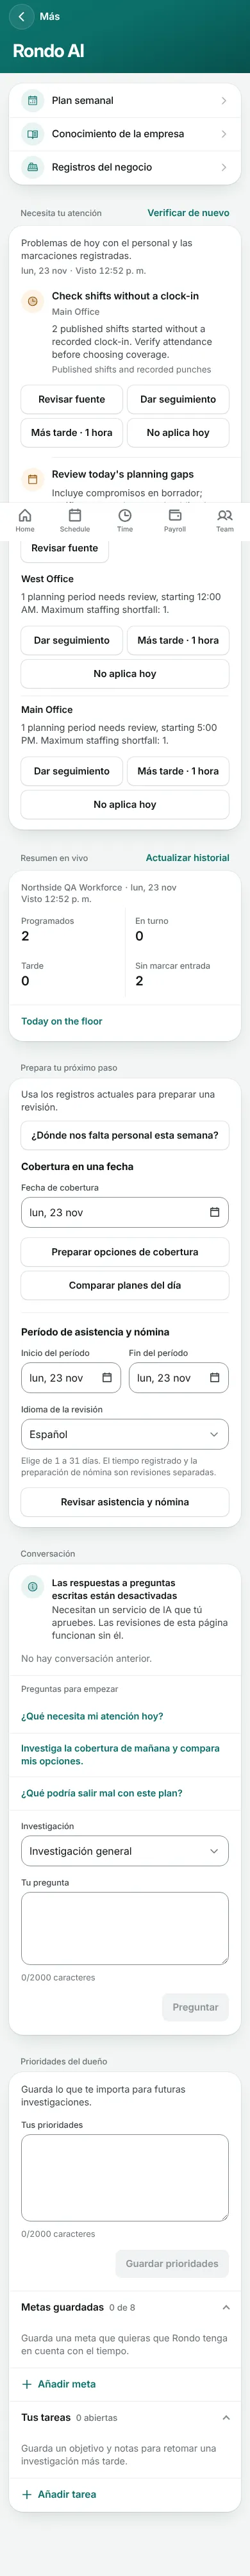 Más
Rondo AI
Plan semanal
Conocimiento de la empresa
Registros del negocio
Necesita tu atención
Verificar de nuevo
Problemas de hoy con el personal y las
marcaciones registradas.
lun, 23 nov · Visto 12:52 p. m.
Check shifts without a clock-in
Main Office
2 published shifts started without a
recorded clock-in. Verify attendance
before choosing coverage.
Published shifts and recorded punches
Revisar fuente
Dar seguimiento
Más tarde · 1 hora
No aplica hoy
Review today's planning gaps
Incluye compromisos en borrador;
Home
Schedule
Time
Payroll
Team
Revisar fuente
West Office
1 planning period needs review, starting 12:00
AM. Maximum staffing shortfall: 1.
Dar seguimiento
Más tarde · 1 hora
No aplica hoy
Main Office
1 planning period needs review, starting 5:00
PM. Maximum staffing shortfall: 1.
Dar seguimiento
Más tarde · 1 hora
No aplica hoy
Resumen en vivo
Actualizar historial
Northside QA Workforce · lun, 23 nov
Visto 12:52 p. m.
Programados
2
En turno
0
Tarde
0
Sin marcar entrada
2
Today on the floor
Prepara tu próximo paso
Usa los registros actuales para preparar una
revisión.
¿Dónde nos falta personal esta semana?
Cobertura en una fecha
Fecha de cobertura
lun, 23 nov
Preparar opciones de cobertura
Comparar planes del día
Período de asistencia y nómina
Inicio del período
Fin del período
lun, 23 nov
lun, 23 nov
Idioma de la revisión
Español
Elige de 1 a 31 días. El tiempo registrado y la
preparación de nómina son revisiones separadas.
Revisar asistencia y nómina
Conversación
Las respuestas a preguntas
escritas están desactivadas
Necesitan un servicio de IA que tú
apruebes. Las revisiones de esta página
funcionan sin él.
No hay conversación anterior.
Preguntas para empezar
¿Qué necesita mi atención hoy?
Investiga la cobertura de mañana y compara
mis opciones.
¿Qué podría salir mal con este plan?
Investigación
Investigación general
Tu pregunta
0/2000 caracteres
Preguntar
Prioridades del dueño
Guarda lo que te importa para futuras
investigaciones.
Tus prioridades
0/2000 caracteres
Guardar prioridades
Metas guardadas 0 de 8
Guarda una meta que quieras que Rondo tenga
en cuenta con el tiempo.
+ Añadir meta
Tus tareas 0 abiertas
Guarda un objetivo y notas para retomar una
investigación más tarde.
+ Añadir tarea